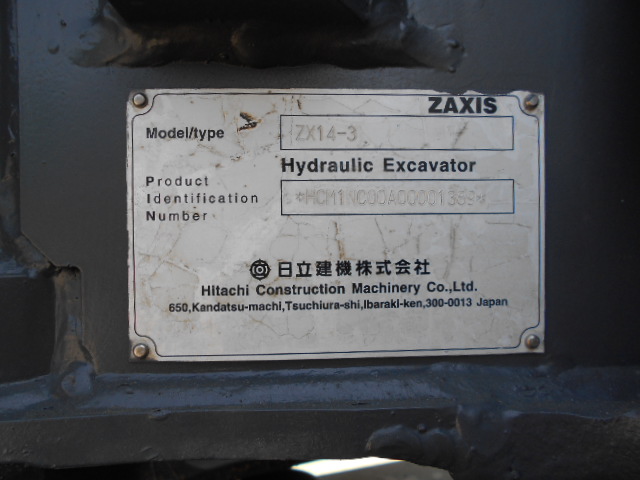 ZAXIS
Model/type ZX14-3
Hydraulic Excavator
Product
Identification
Number
*HCM1NC00A00001359*
日立建機株式会社
Hitachi Construction Machinery Co.,Ltd.
650,Kandatsu-machi,Tsuchiura-shi,Ibaraki-ken,300-0013 Japan